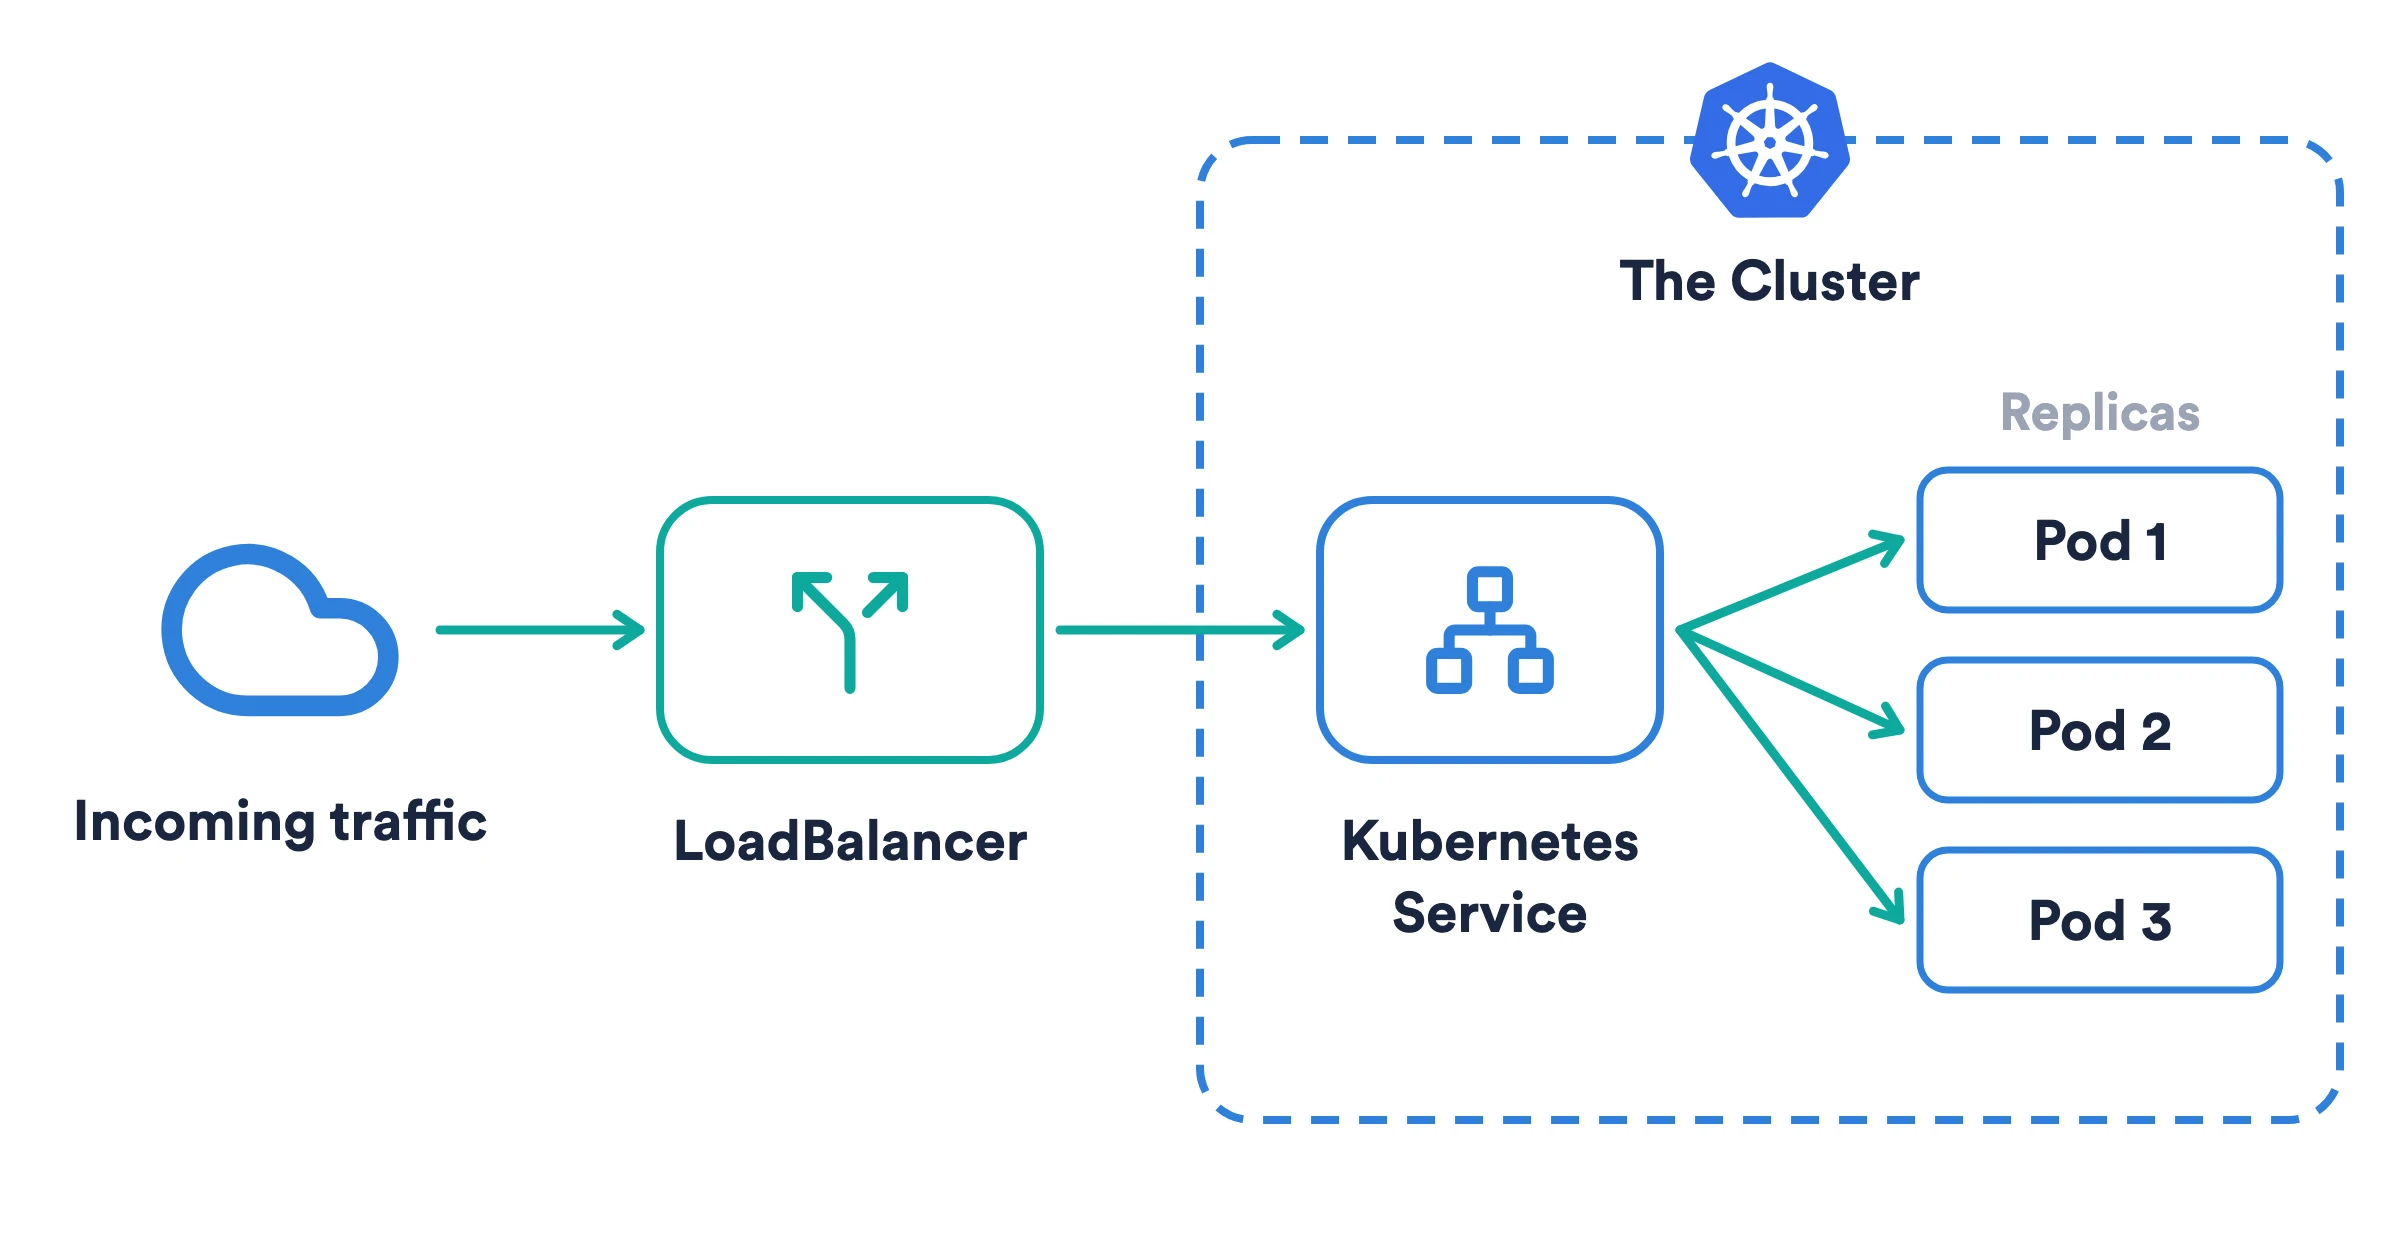 The Cluster
Replicas
Pod 1
Pod 2
Pod 3
Incoming traffic
LoadBalancer
Kubernetes
Service